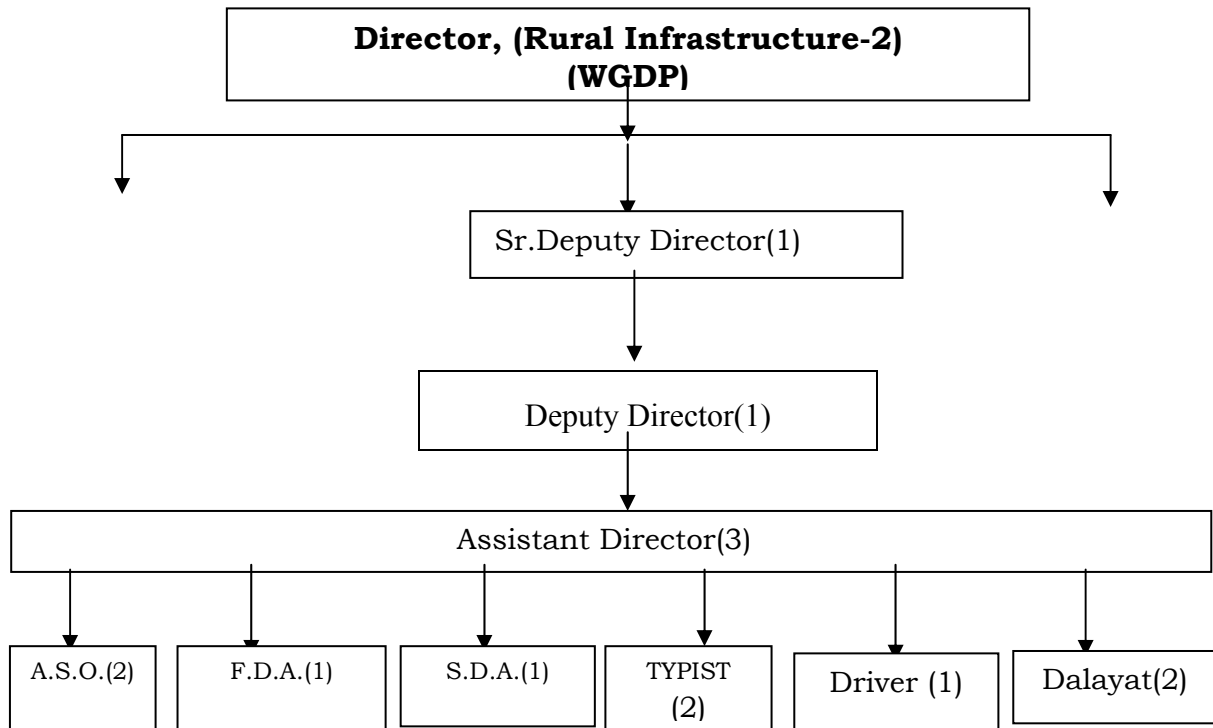 Director, (Rural Infrastructure-2)
(WGDP)
Sr.Deputy Director(1)
Deputy Director(1)
Assistant Director(3)
A.S.O.(2)
F.D.A.(1)
S.D.A.(1)
TYPIST
(2)
Driver (1)
Dalayat(2)